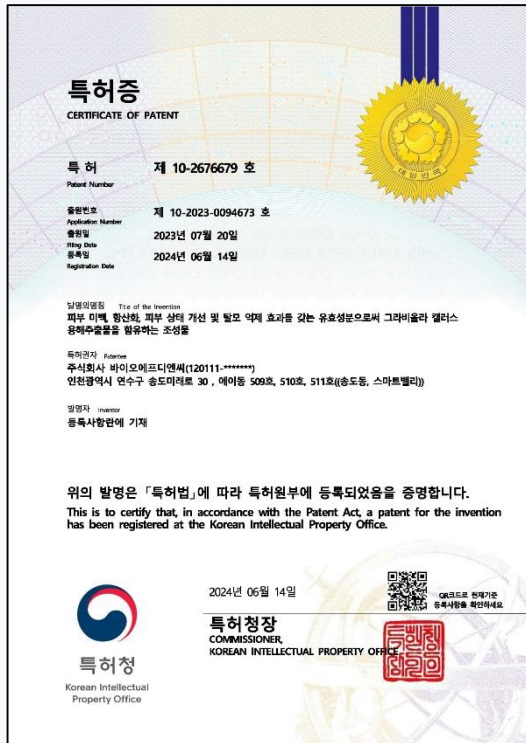 특허증
CERTIFICATE OF PATENT
특 허 제 10-2676679 호
Patent Number
출원번호 제 10-2023-0094673 호
Application Number
출원일 2023년 07월 20일
Filing Date
등록일 2024년 06월 14일
Registration Date
발명의명칭 Title of the Invention
피부 미백, 항산화, 피부 상태 개선 및 탈모 억제 효과를 갖는 유효성분으로써 그라비올라 캘러스
용해추출물을 함유하는 조성물
특허권자 Patentee
주식회사 바이오에프디엔씨(120111-*******)
인천광역시 연수구 송도미래로 30 , 에이동 509호, 510호, 511호((송도동, 스마트밸리))
발명자 Inventor
등록사항란에 기재
위의 발명은 「특허법」에 따라 특허원부에 등록되었음을 증명합니다.
This is to certify that, in accordance with the Patent Act, a patent for the invention
has been registered at the Korean Intellectual Property Office.
2024년 06월 14일
QR코드로 현재기준
등록사항을 확인하세요
특허청장
COMMISSIONER,
KOREAN INTELLECTUAL PROPERTY OFFICE
특허청
Korean Intellectual
Property Office
대한민국